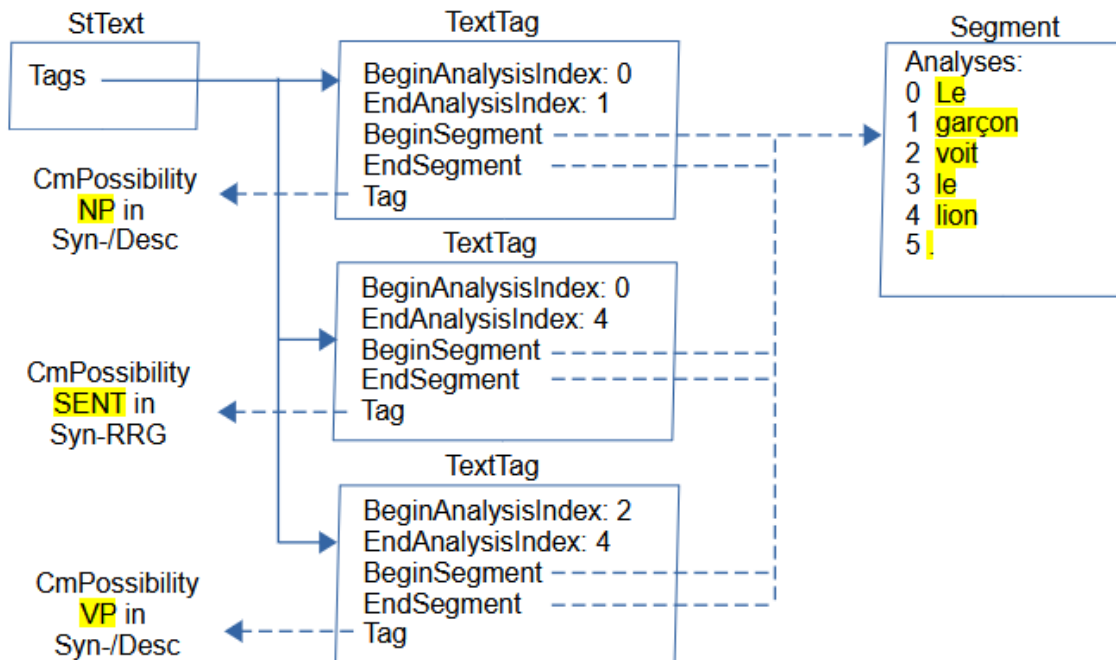 StText
Tags
TextTag
BeginAnalysisIndex: 0
EndAnalysisIndex: 1
BeginSegment
EndSegment
Tag
CmPossibility
NP in
Syn-/Desc
Segment
Analyses:
0 Le
1 garçon
2 voit
3 le
4 lion
5 .
TextTag
BeginAnalysisIndex: 0
EndAnalysisIndex: 4
BeginSegment
EndSegment
Tag
CmPossibility
SENT in
Syn-RRG
TextTag
BeginAnalysisIndex: 2
EndAnalysisIndex: 4
BeginSegment
EndSegment
Tag
CmPossibility
VP in
Syn-/Desc